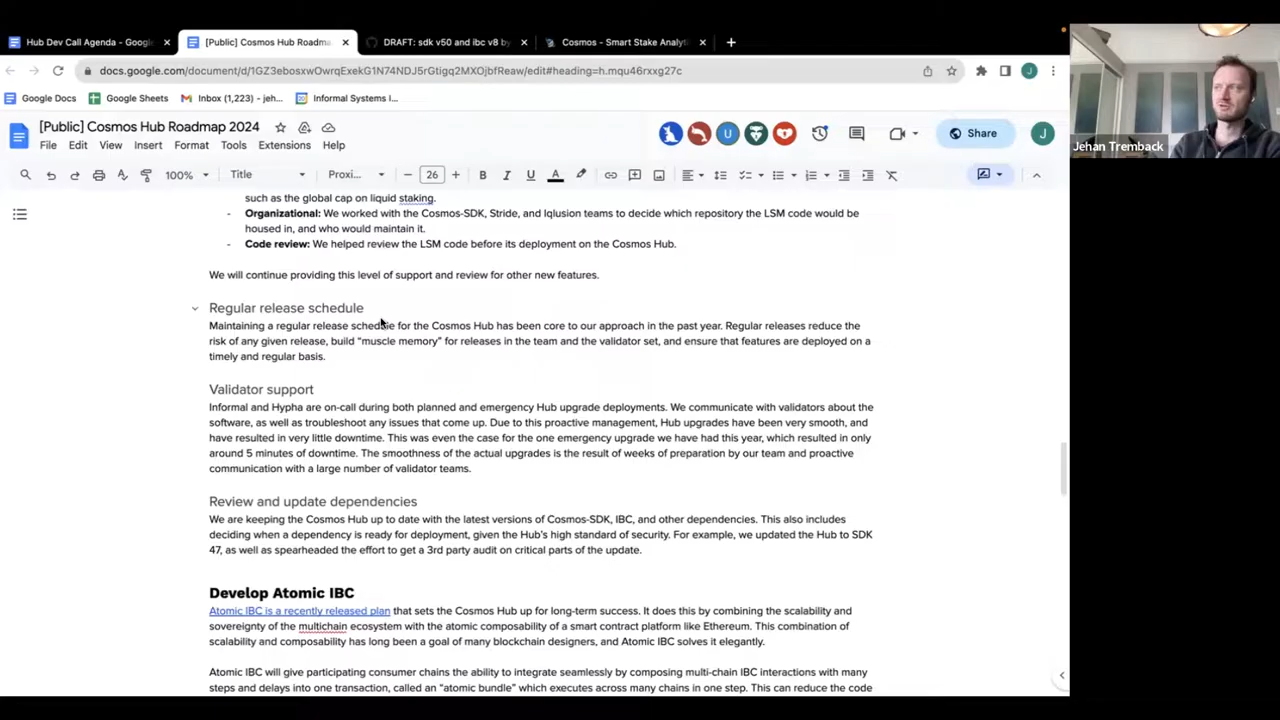 Hub Dev Call Agenda - Googl
[Public] Cosmos Hub Roadma
DRAFT: sdk v50 and ibc v8 by
Cosmos - Smart Stake Analys
docs.google.com/document/d/1GZ3ebosxwOwrqExekG1N74NDJ5rGtigq2MXOjbfReaw/edit#heading=h.mqu46rxxg27c
J
Google Docs
Google Sheets
Inbox (1,223) - jeh...
Informal Systems i...
[Public] Cosmos Hub Roadmap 2024
U
Share
J
File Edit View Insert Format Tools Extensions Help
100% Title Proxi... 26 B I U A
such as the global cap on liquid staking.
- Organizational: We worked with the Cosmos-SDK, Stride, and Iqlusion teams to decide which repository the LSM code would be
housed in, and who would maintain it.
- Code review: We helped review the LSM code before its deployment on the Cosmos Hub.
We will continue providing this level of support and review for other new features.
Regular release schedule
Maintaining a regular release schedule for the Cosmos Hub has been core to our approach in the past year. Regular releases reduce the
risk of any given release, build “muscle memory” for releases in the team and the validator set, and ensure that features are deployed on a
timely and regular basis.
Validator support
Informal and Hypha are on-call during both planned and emergency Hub upgrade deployments. We communicate with validators about the
software, as well as troubleshoot any issues that come up. Due to this proactive management, Hub upgrades have been very smooth, and
have resulted in very little downtime. This was even the case for the one emergency upgrade we have had this year, which resulted in only
around 5 minutes of downtime. The smoothness of the actual upgrades is the result of weeks of preparation by our team and proactive
communication with a large number of validator teams.
Review and update dependencies
We are keeping the Cosmos Hub up to date with the latest versions of Cosmos-SDK, IBC, and other dependencies. This also includes
deciding when a dependency is ready for deployment, given the Hub’s high standard of security. For example, we updated the Hub to SDK
47, as well as spearheaded the effort to get a 3rd party audit on critical parts of the update.
Develop Atomic IBC
Atomic IBC is a recently released plan that sets the Cosmos Hub up for long-term success. It does this by combining the scalability and
sovereignty of the multichain ecosystem with the atomic composability of a smart contract platform like Ethereum. This combination of
scalability and composability has long been a goal of many blockchain designers, and Atomic IBC solves it elegantly.
Atomic IBC will give participating consumer chains the ability to integrate seamlessly by composing multi-chain IBC interactions with many
steps and delays into one transaction, called an “atomic bundle” which executes across many chains in one step. This can reduce the code
Jehan Tremback